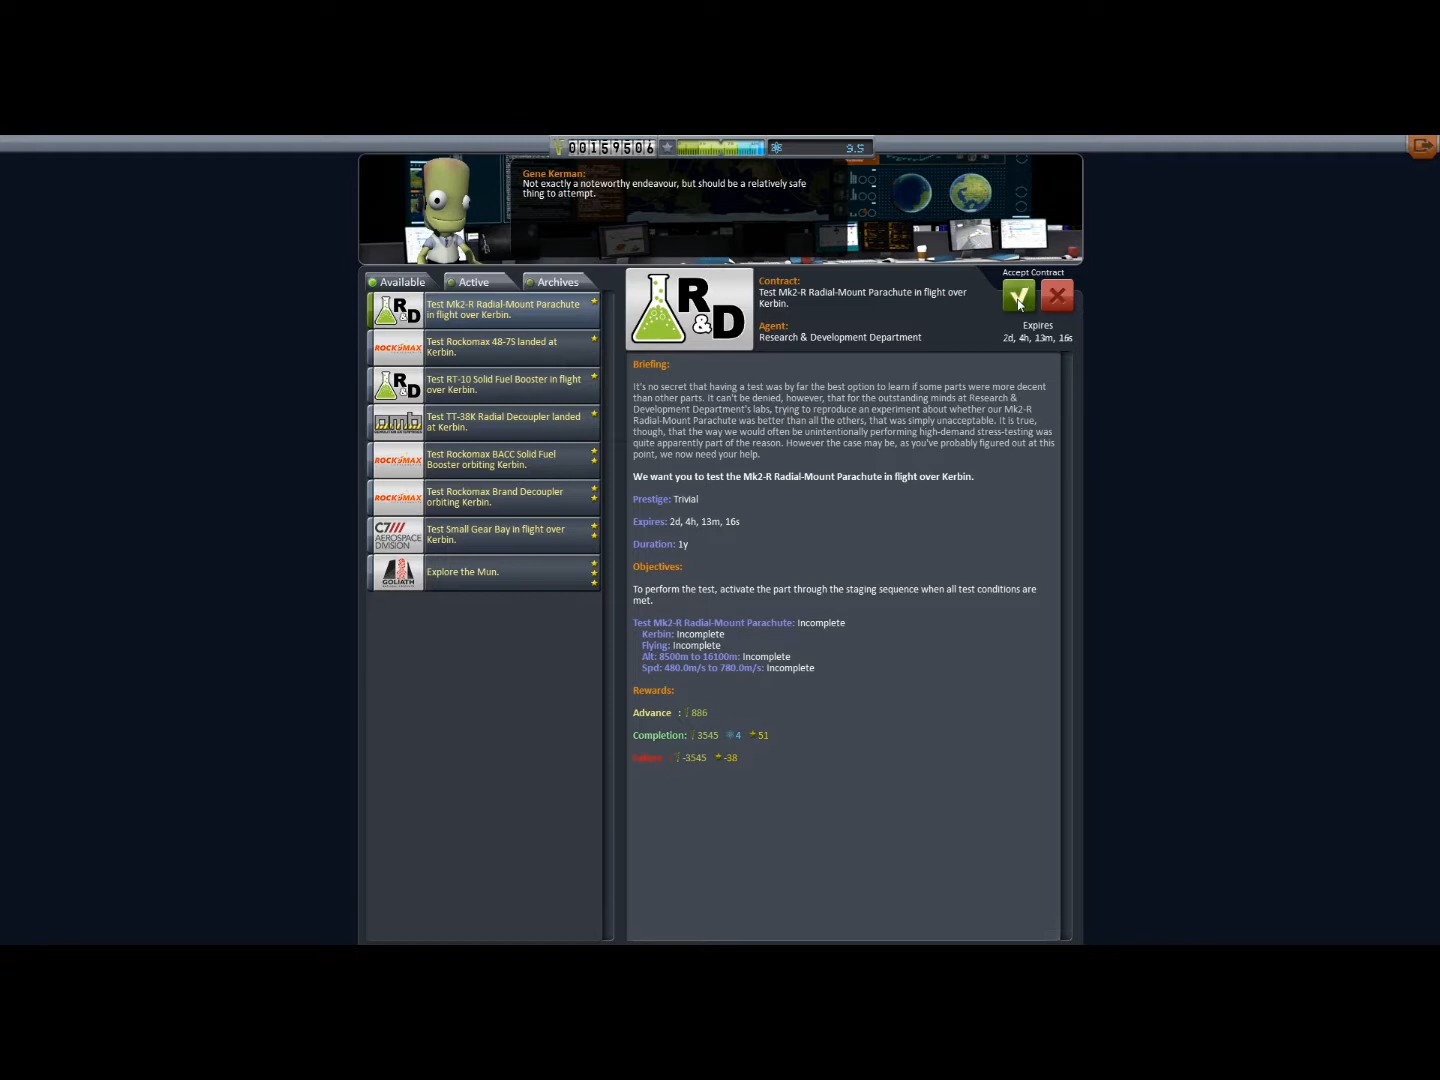 00159506
9.5
Gene Kerman:
Not exactly a noteworthy endeavour, but should be a relatively safe
thing to attempt.
Available
Active
Archives
R&D
Test Mk2-R Radial-Mount Parachute
in flight over Kerbin.
ROCKOMAX
Test Rockomax 48-7S landed at
Kerbin.
R&D
Test RT-10 Solid Fuel Booster in flight
over Kerbin.
Test TT-38K Radial Decoupler landed
at Kerbin.
ROCKOMAX
Test Rockomax BACC Solid Fuel
Booster orbiting Kerbin.
ROCKOMAX
Test Rockomax Brand Decoupler
orbiting Kerbin.
C7///
AEROSPACE
DIVISION
Test Small Gear Bay in flight over
Kerbin.
GOLIATH
Explore the Mun.
R&D
Contract:
Test Mk2-R Radial-Mount Parachute in flight over
Kerbin.
Agent:
Research & Development Department
Accept Contract
Expires
2d, 4h, 13m, 16s
Briefing:
It's no secret that having a test was by far the best option to learn if some parts were more decent
than other parts. It can't be denied, however, that for the outstanding minds at Research &
Development Department's labs, trying to reproduce an experiment about whether our Mk2-R
Radial-Mount Parachute was better than all the others, that was simply unacceptable. It is true,
though, that the way we would often be unintentionally performing high-demand stress-testing was
quite apparently part of the reason. However the case may be, as you've probably figured out at this
point, we now need your help.
We want you to test the Mk2-R Radial-Mount Parachute in flight over Kerbin.
Prestige: Trivial
Expires: 2d, 4h, 13m, 16s
Duration: 1y
Objectives:
To perform the test, activate the part through the staging sequence when all test conditions are
met.
Test Mk2-R Radial-Mount Parachute: Incomplete
Kerbin: Incomplete
Flying: Incomplete
Alt: 8500m to 16100m: Incomplete
Spd: 480.0m/s to 780.0m/s: Incomplete
Rewards:
Advance : 886
Completion: 3545 4 51
Failure : -3545 -38